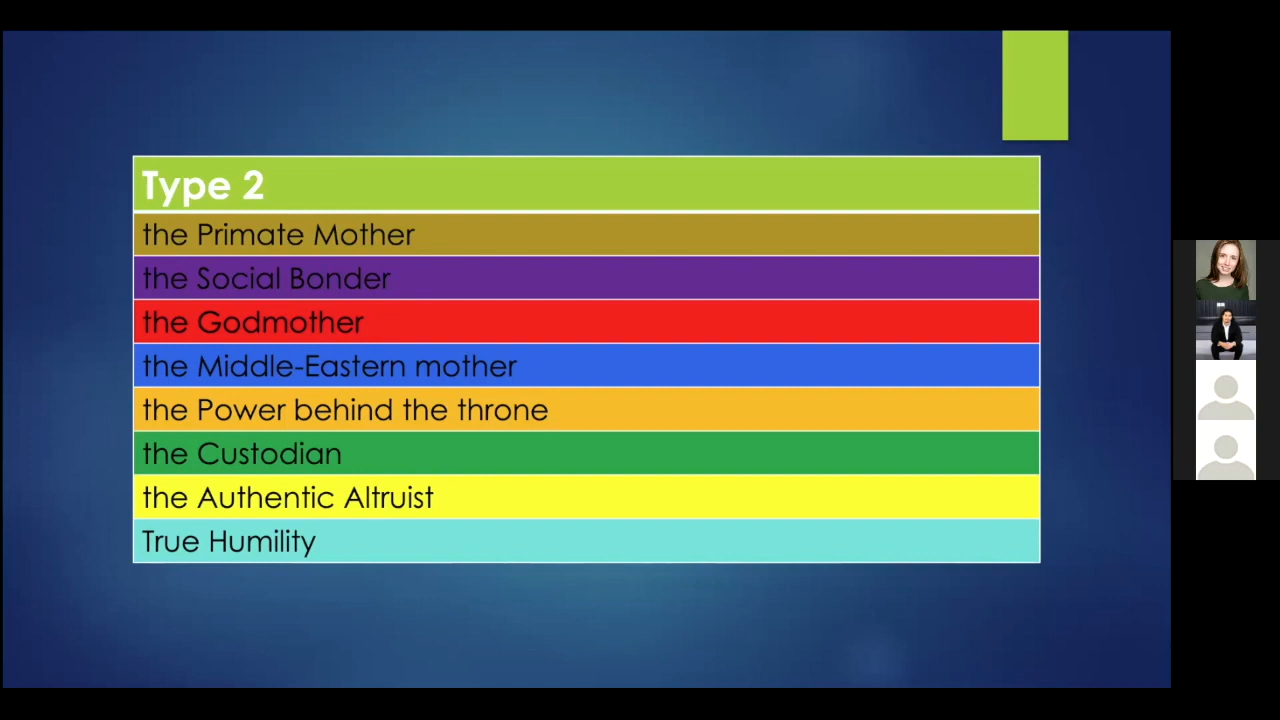 Type 2
the Primate Mother
the Social Bonder
the Godmother
the Middle-Eastern mother
the Power behind the throne
the Custodian
the Authentic Altruist
True Humility